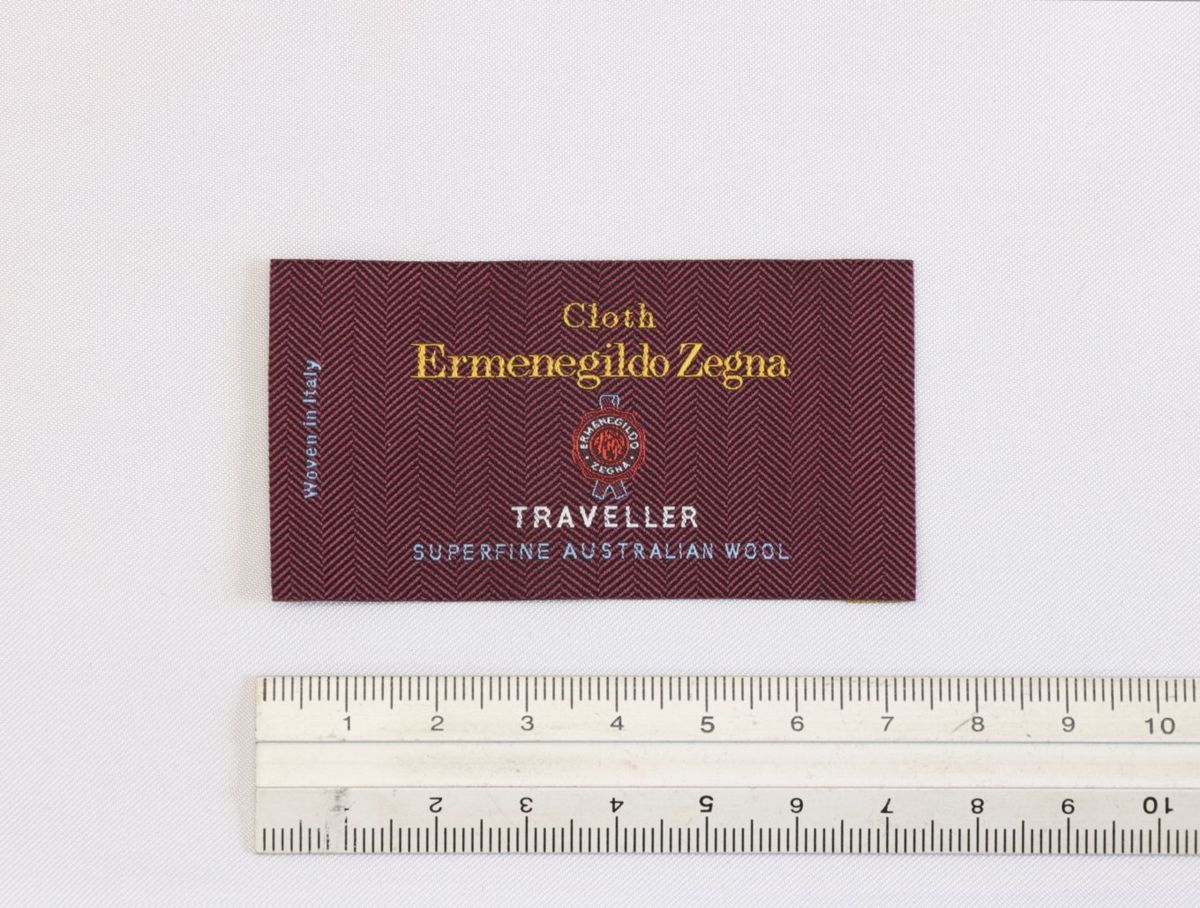 Cloth
Ermenegildo Zegna
ERMENEGILDO
ZEGNA
TRAVELLER
SUPERFINE AUSTRALIAN WOOL
Woven in Italy
1 2 3 4 5 6 7 8 9 10
2 3 4 5 6 7 8 9 10